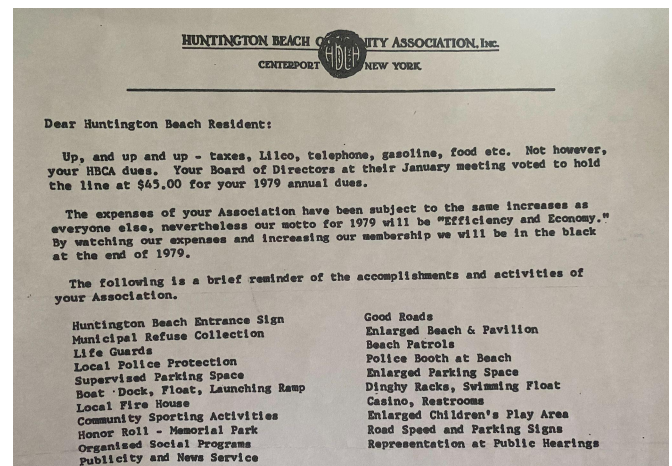 HUNTINGTON BEACH COMMUNITY ASSOCIATION, INC.
HBCA
CENTERPORT NEW YORK
Dear Huntington Beach Resident:
Up, and up and up - taxes, Lilco, telephone, gasoline, food etc. Not however,
your HBCA dues. Your Board of Directors at their January meeting voted to hold
the line at $45.00 for your 1979 annual dues.
The expenses of your Association have been subject to the same increases as
everyone else, nevertheless our motto for 1979 will be "Efficiency and Economy."
By watching our expenses and increasing our membership we will be in the black
at the end of 1979.
The following is a brief reminder of the accomplishments and activities of
your Association.
Huntington Beach Entrance Sign
Municipal Refuse Collection
Life Guards
Local Police Protection
Supervised Parking Space
Boat Dock, Float, Launching Ramp
Local Fire House
Community Sporting Activities
Honor Roll - Memorial Park
Organised Social Programs
Publicity and News Service
Good Roads
Enlarged Beach & Pavilion
Beach Patrols
Police Booth at Beach
Enlarged Parking Space
Dinghy Racks, Swimming Float
Casino, Restrooms
Enlarged Children's Play Area
Road Speed and Parking Signs
Representation at Public Hearings